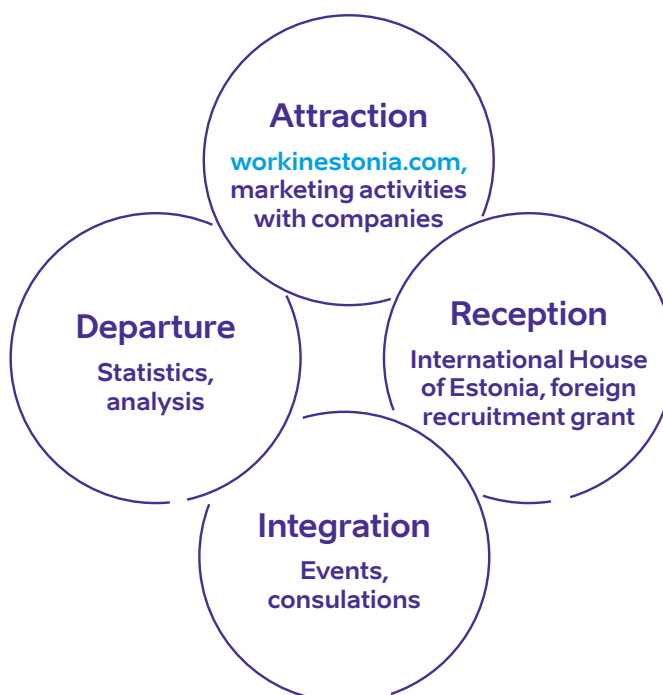 Attraction
workinestonia.com,
marketing activities
with companies
Departure
Statistics,
analysis
Reception
International House
of Estonia, foreign
recruitment grant
Integration
Events,
consulations